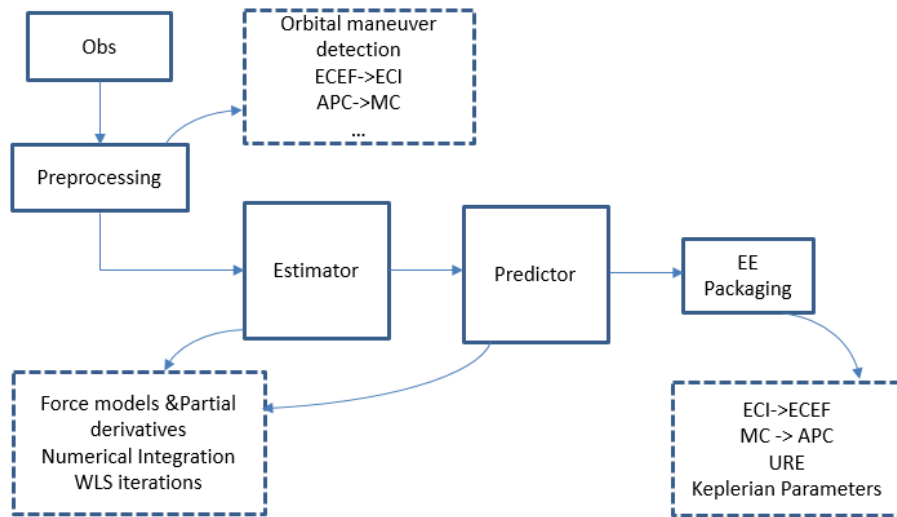 Obs
Orbital maneuver
detection
ECEF->ECI
APC->MC
...
Preprocessing
Estimator
Predictor
EE
Packaging
Force models &Partial
derivatives
Numerical Integration
WLS iterations
ECI->ECEF
MC -> APC
URE
Keplerian Parameters